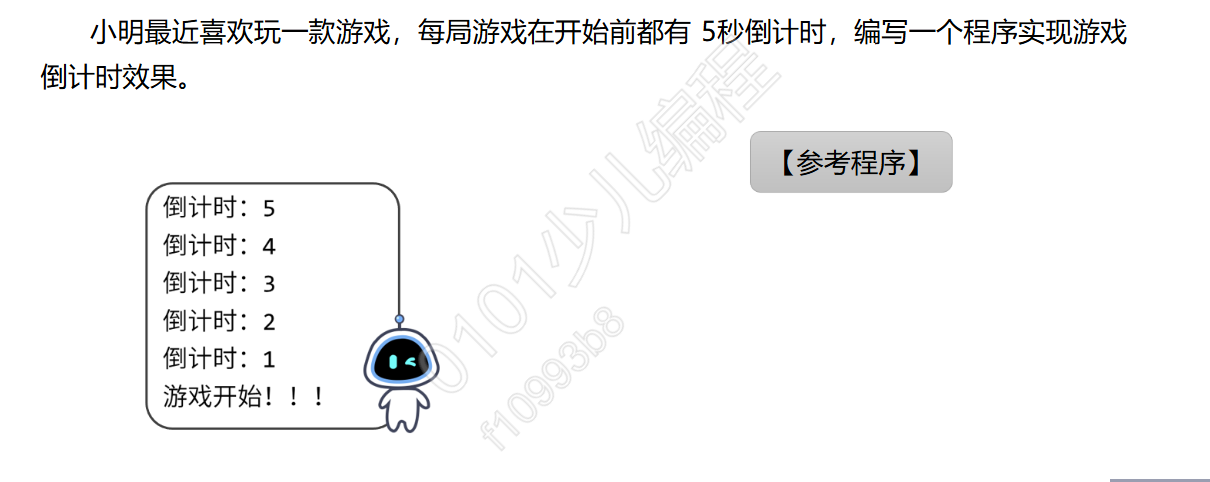 小明最近喜欢玩一款游戏，每局游戏在开始前都有 5秒倒计时，编写一个程序实现游戏
倒计时效果。
【参考程序】
倒计时：5
倒计时：4
倒计时：3
倒计时：2
倒计时：1
游戏开始！！！
0101少儿编程
f10993b8